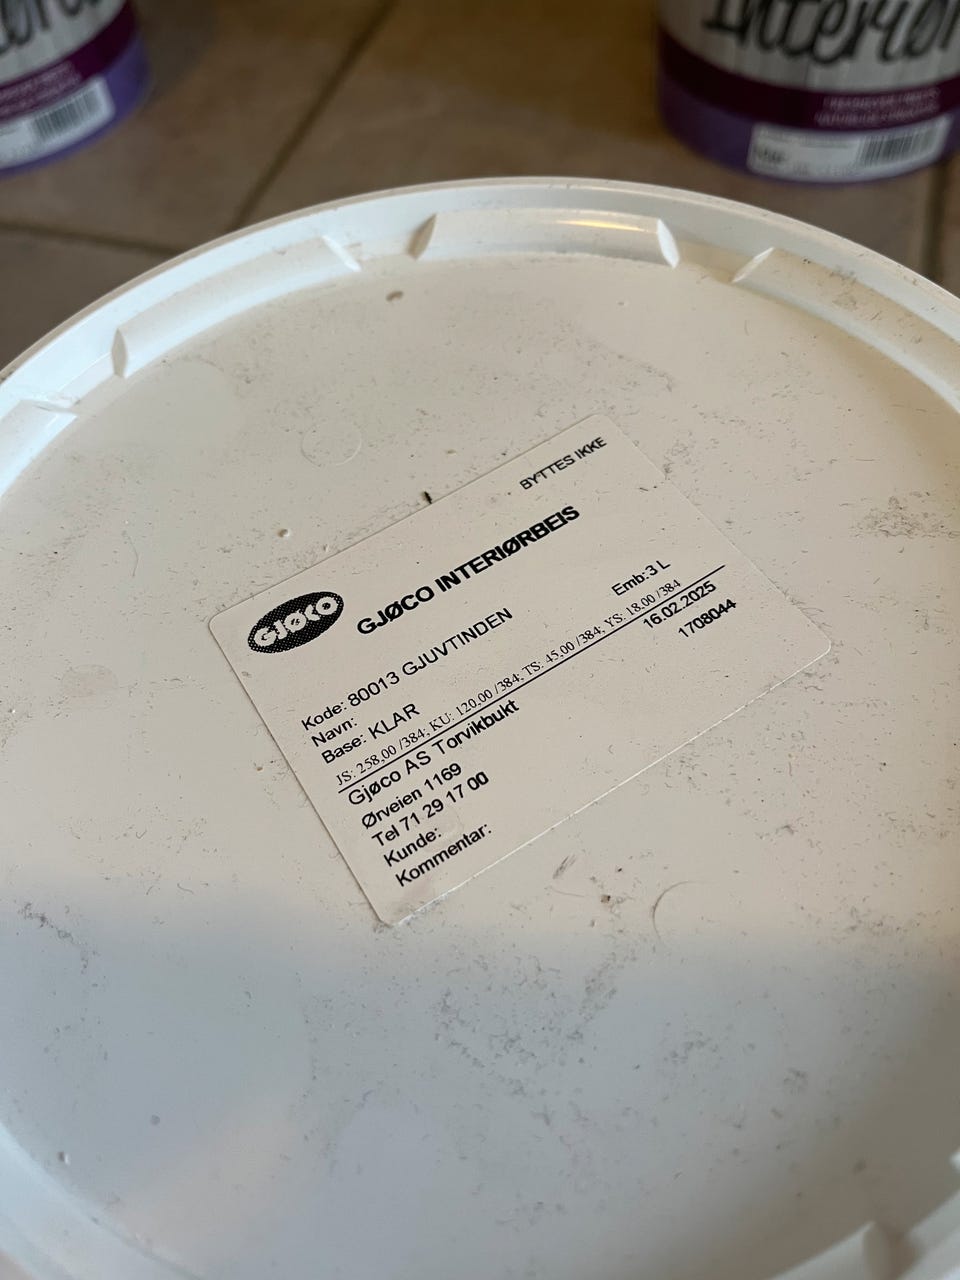 Interiør
BYTTES IKKE
GJØCO
GJØCO INTERIØRBEIS
Kode: 80013 GJUVTINDEN
Emb:3 L
Navn:
Base: KLAR
JS: 258,00 /384; KU: 120,00 /384; TS: 45,00 /384; YS: 18,00 /384
Gjøco AS Torvikbukt
16.02.2025
Ørveien 1169
1708044
Tel 71 29 17 00
Kunde:
Kommentar: